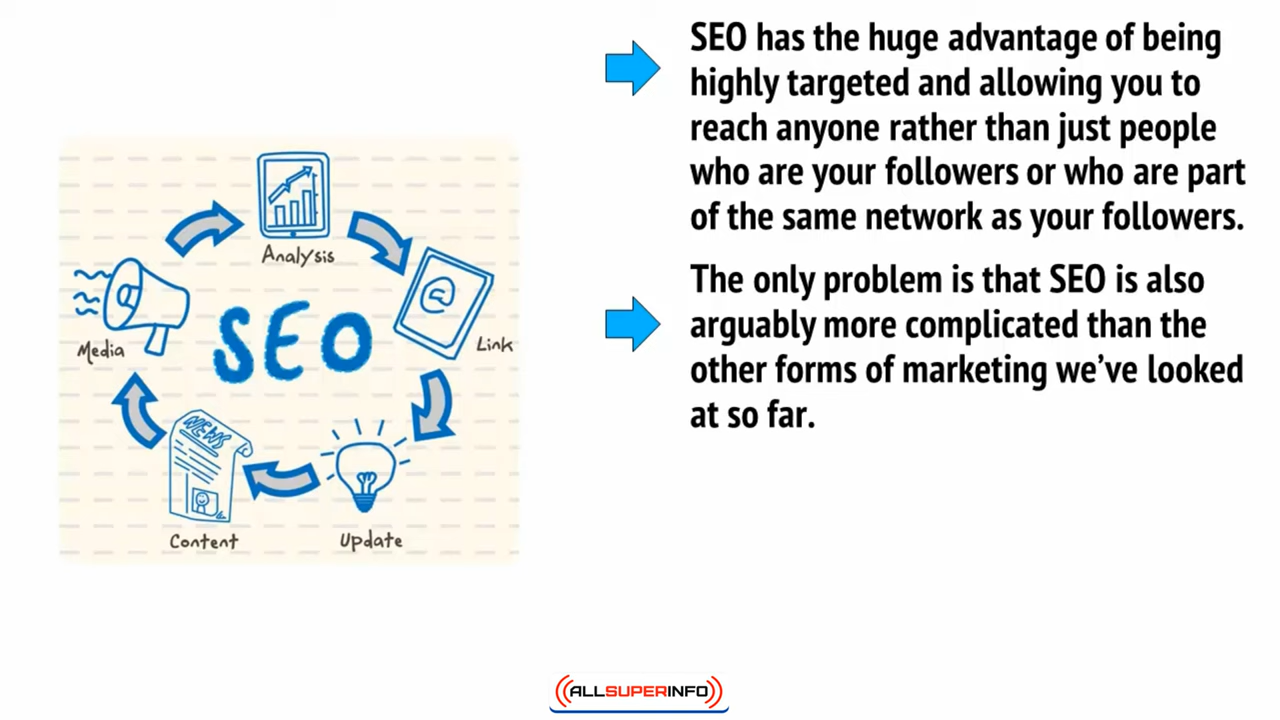 SEO has the huge advantage of being
highly targeted and allowing you to
reach anyone rather than just people
who are your followers or who are part
of the same network as your followers.
The only problem is that SEO is also
arguably more complicated than the
other forms of marketing we've looked
at so far.
Analysis
Link
Update
Content
Media
SEO
NEWS
@
ALLSUPERINFO